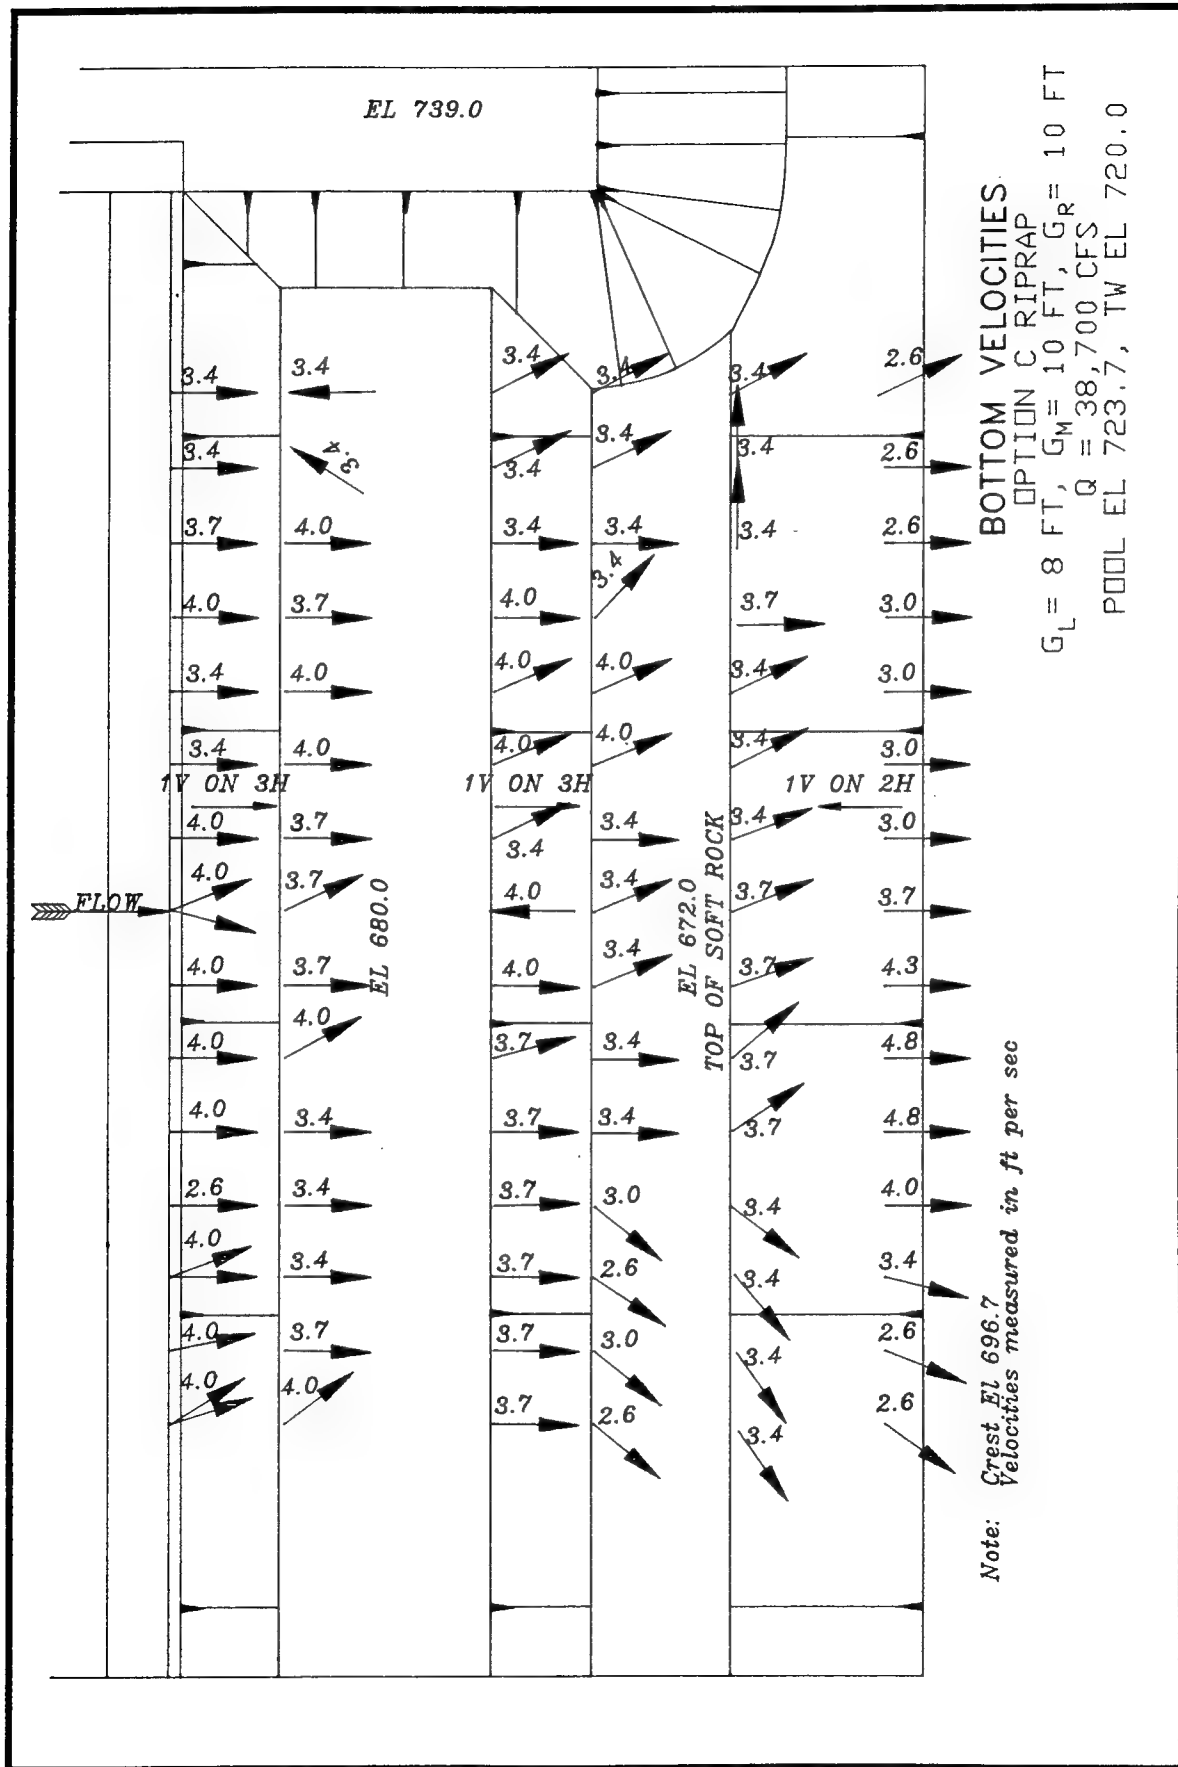 EL 739.0
3.4 3.4 3.4 3.4 3.4 2.6
3.4 3.4 3.4 3.4 3.4 2.6
3.7 4.0 3.4 3.4 3.4 2.6
4.0 3.7 4.0 3.4 3.7 3.0
3.4 4.0 4.0 4.0 3.4 3.0
3.4 4.0 4.0 4.0 3.4 3.0
1V ON 3H 1V ON 3H 1V ON 2H
4.0 3.7 3.4 3.4 3.4 3.0
4.0 3.7 4.0 3.4 3.7 3.7
FLOW
EL 680.0
EL 672.0
TOP OF SOFT ROCK
4.0 3.7 4.0 3.4 3.7 4.3
4.0 4.0 3.7 3.4 3.7 4.8
4.0 3.4 3.7 3.4 3.7 4.8
2.6 3.4 3.7 3.0 3.4 4.0
4.0 3.4 3.7 2.6 3.4 3.4
4.0 3.7 3.7 3.0 3.4 2.6
4.0 4.0 3.7 2.6 3.4 2.6
Note: Crest El 696.7
Velocities measured in ft per sec
BOTTOM VELOCITIES
OPTION C RIPRAP
GL = 8 FT, GM = 10 FT, GR = 10 FT
Q = 38,700 CFS
POOL EL 723.7, TW EL 720.0